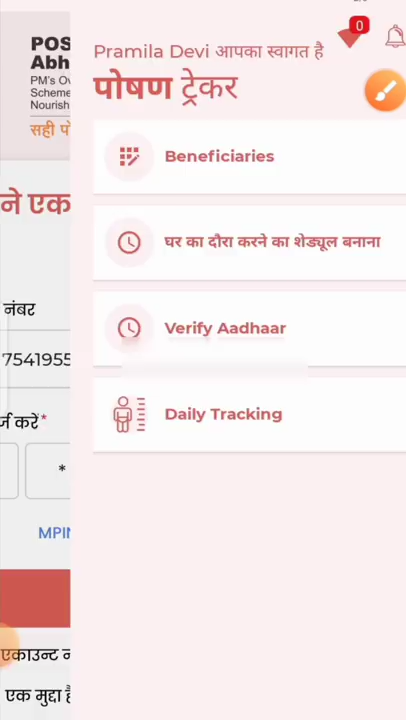 POS
Abh
PM's Ov
Scheme
Nourish
सही पो
ने एक
नंबर
7541955
र्ज करें*
*
MPIN
एकाउन्ट न
एक मुद्दा है
0
Pramila Devi आपका स्वागत है
पोषण ट्रेकर
Beneficiaries
घर का दौरा करने का शेड्यूल बनाना
Verify Aadhaar
Daily Tracking